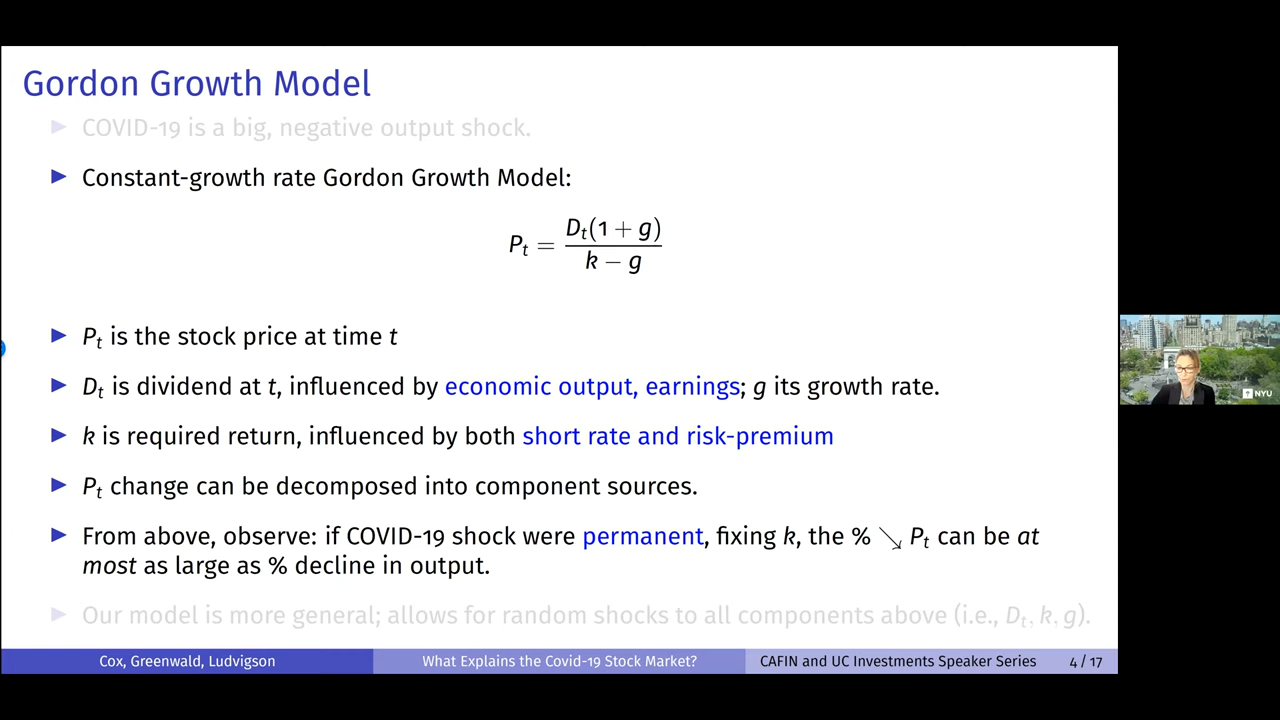 Gordon Growth Model
▶ COVID-19 is a big, negative output shock.
▶ Constant-growth rate Gordon Growth Model:
P_t = D_t(1 + g) / (k − g)
▶ P_t is the stock price at time t
▶ D_t is dividend at t, influenced by economic output, earnings; g its growth rate.
▶ k is required return, influenced by both short rate and risk-premium
▶ P_t change can be decomposed into component sources.
▶ From above, observe: if COVID-19 shock were permanent, fixing k, the % ↘ P_t can be at
most as large as % decline in output.
▶ Our model is more general; allows for random shocks to all components above (i.e., D_t, k, g).
Cox, Greenwald, Ludvigson
What Explains the Covid-19 Stock Market?
CAFIN and UC Investments Speaker Series
4 / 17
NYU